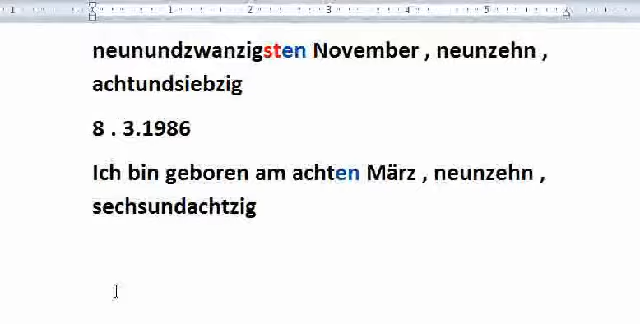 neunundzwanzigsten November , neunzehn ,
achtundsiebzig
8 . 3.1986
Ich bin geboren am achten März , neunzehn ,
sechsundachtzig